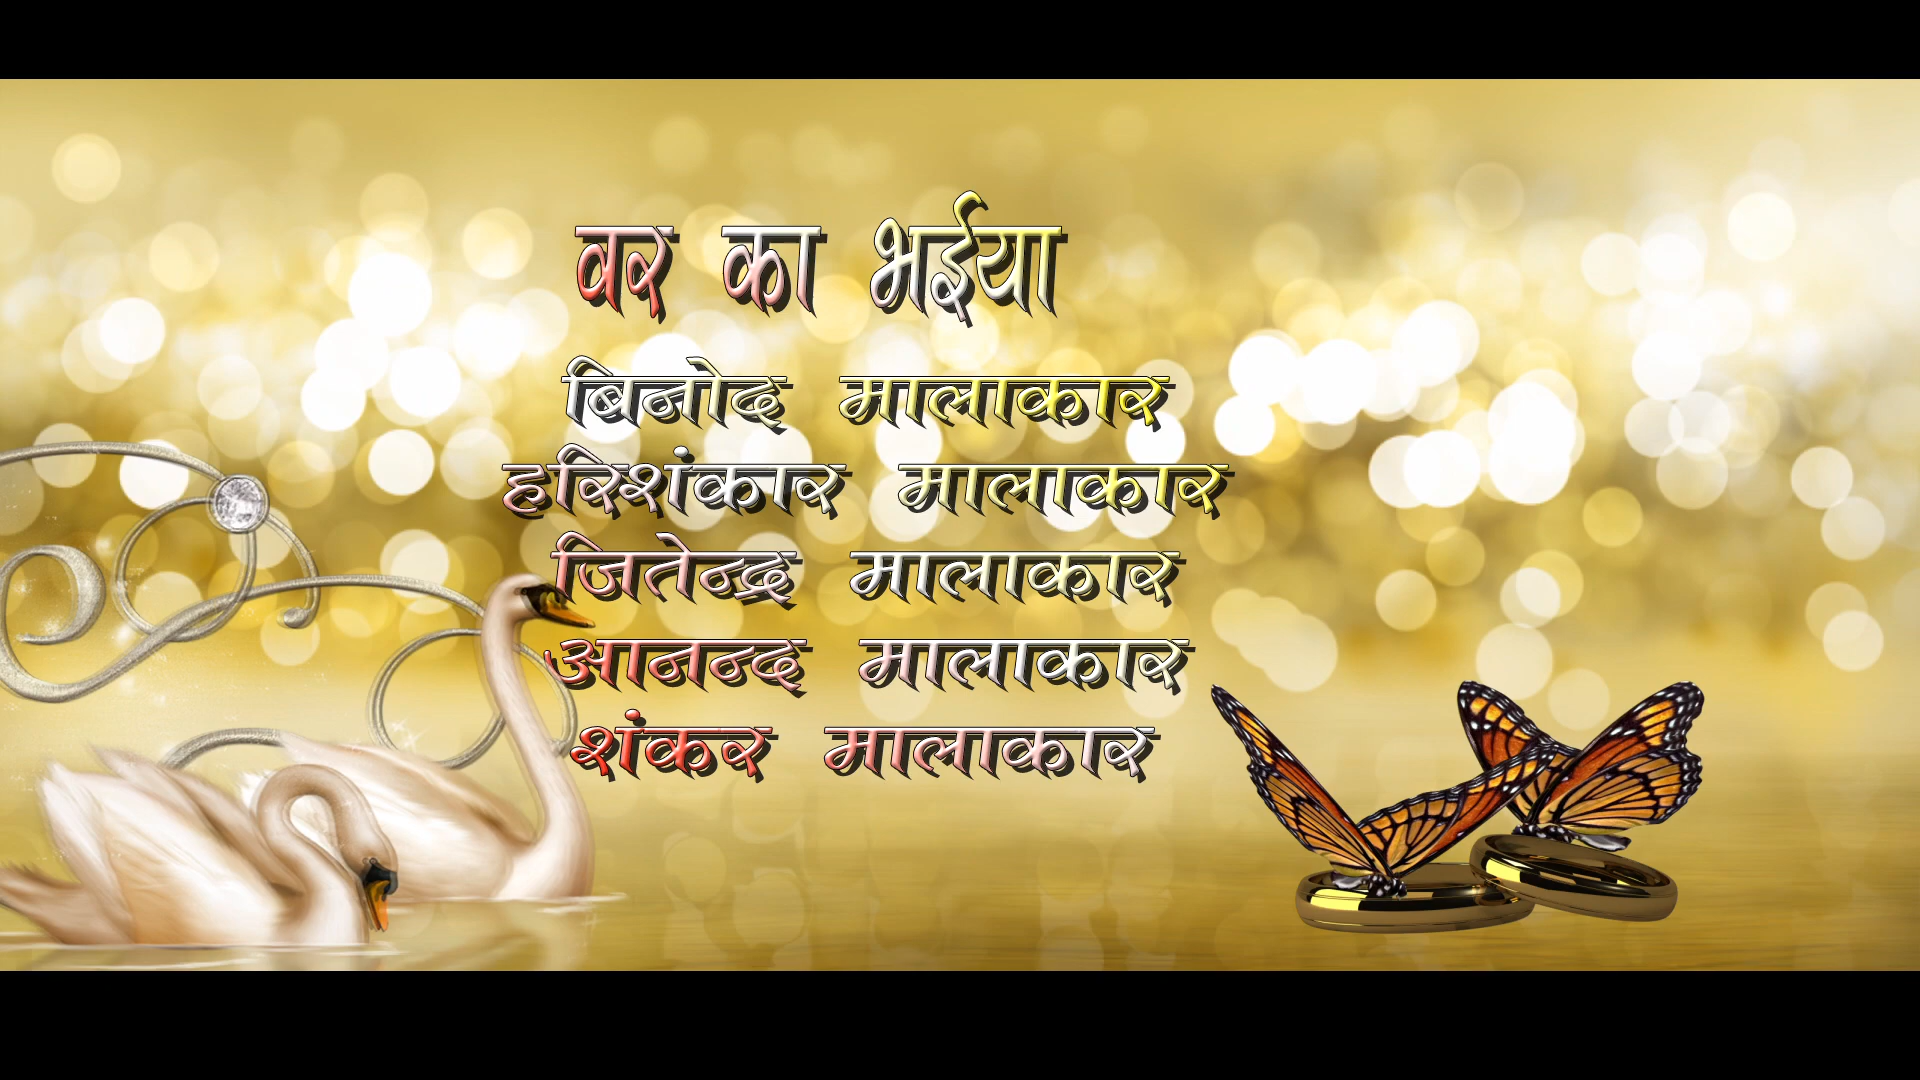 वर का भईया
बिनोद मालाकार
हरिशंकार मालाकार
जितेन्द्र मालाकार
आनन्द मालाकार
शंकर मालाकार